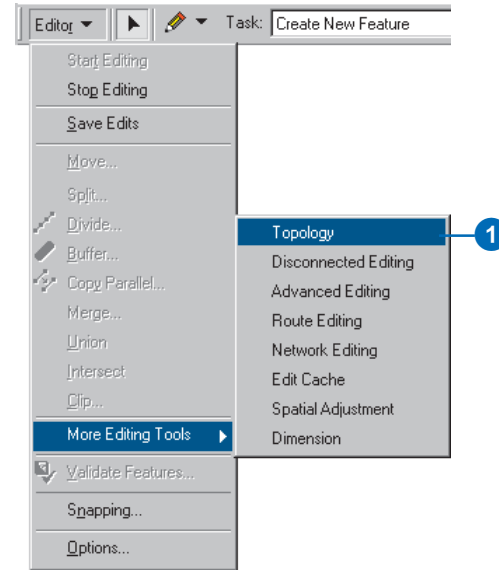 Editor Task: Create New Feature
Start Editing
Stop Editing
Save Edits
Move...
Split...
Divide...
Buffer...
Copy Parallel...
Merge...
Union
Intersect
Clip...
More Editing Tools
Validate Features...
Snapping...
Options...
Topology
1
Disconnected Editing
Advanced Editing
Route Editing
Network Editing
Edit Cache
Spatial Adjustment
Dimension